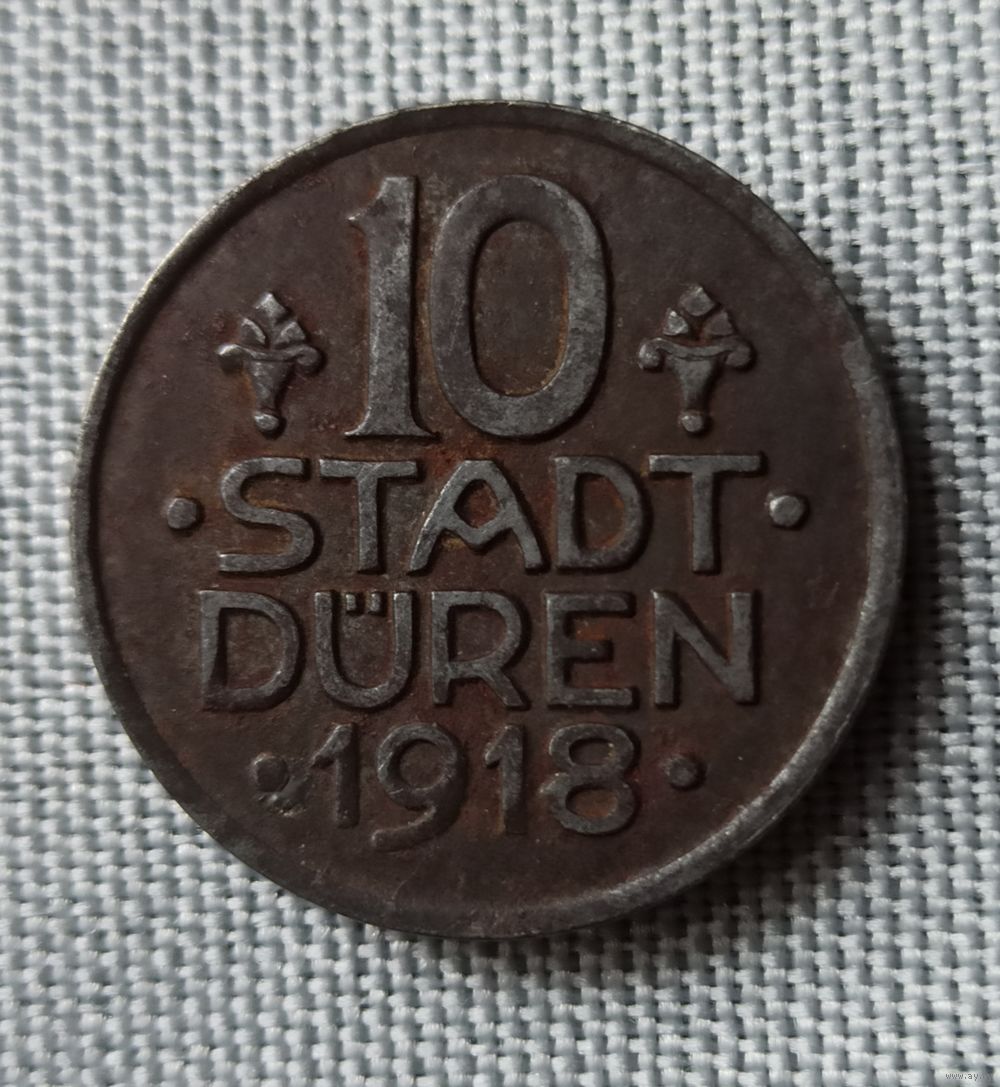 10
· STADT ·
DÜREN
· 1918 ·